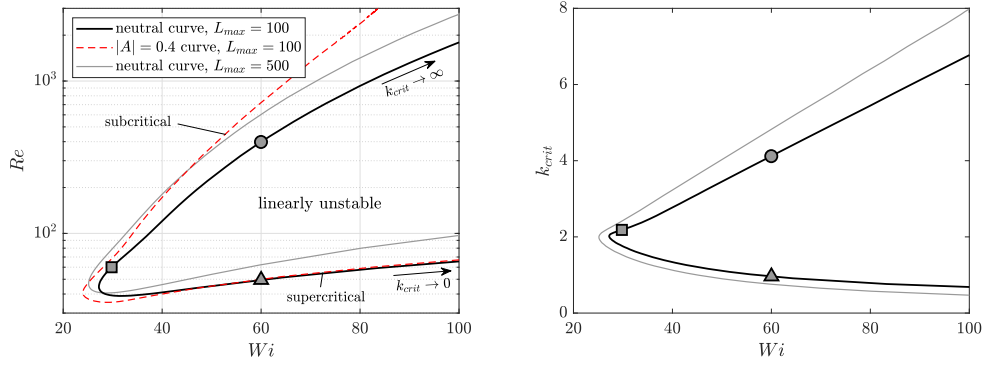 neutral curve, L_max = 100
|A| = 0.4 curve, L_max = 100
neutral curve, L_max = 500
k_crit → ∞
subcritical
linearly unstable
supercritical
k_crit → 0
10^3
10^2
Re
20 40 60 80 100
Wi
8
6
4
2
0
k_crit
20 40 60 80 100
Wi